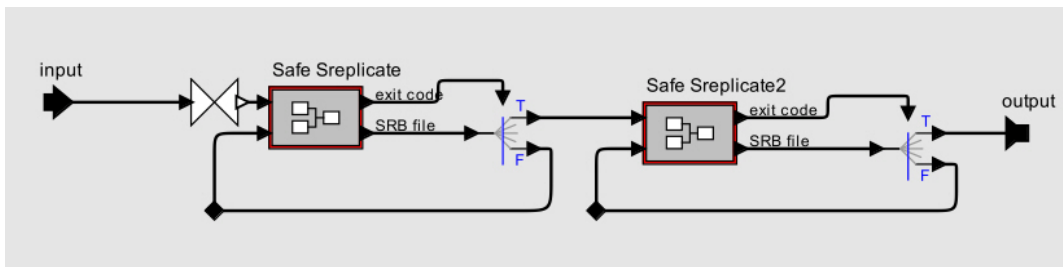 input
Safe Sreplicate
exit code
SRB file
T
F
Safe Sreplicate2
exit code
SRB file
T
F
output